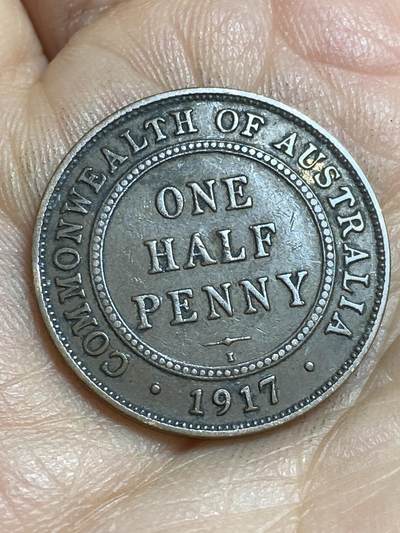 COMMONWEALTH OF AUSTRALIA
ONE
HALF
PENNY
I
· 1917 ·